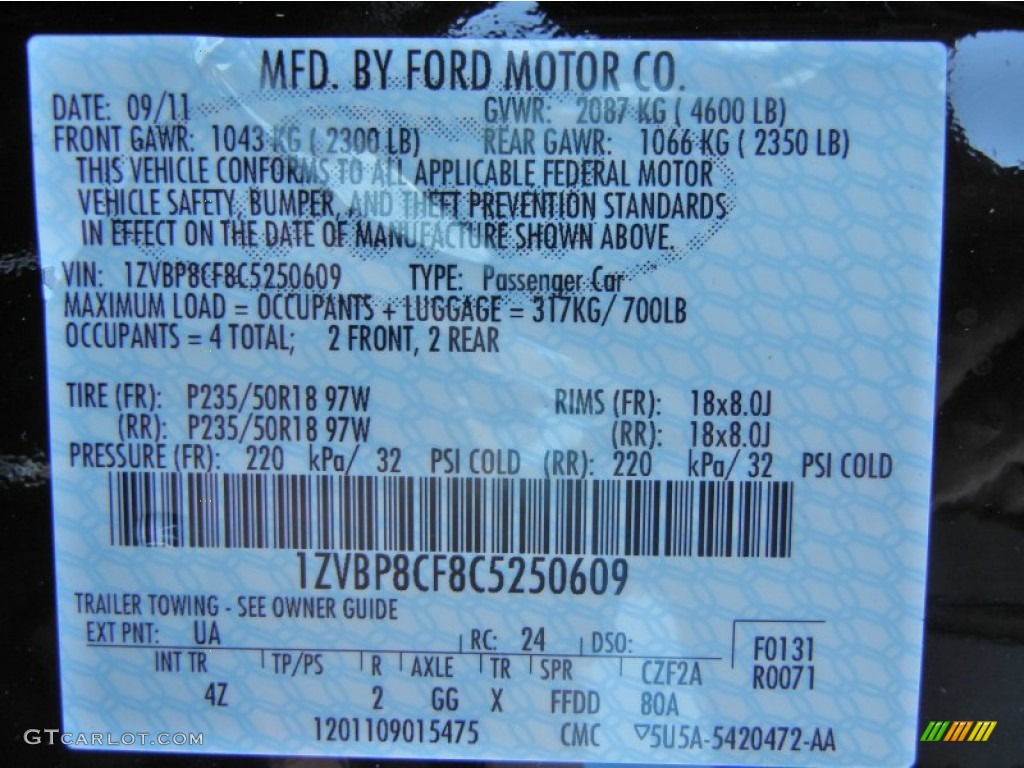 MFD. BY FORD MOTOR CO.
DATE: 09/11 GVWR: 2087 KG ( 4600 LB)
FRONT GAWR: 1043 KG ( 2300 LB) REAR GAWR: 1066 KG ( 2350 LB)
THIS VEHICLE CONFORMS TO ALL APPLICABLE FEDERAL MOTOR
VEHICLE SAFETY, BUMPER, AND THEFT PREVENTION STANDARDS
IN EFFECT ON THE DATE OF MANUFACTURE SHOWN ABOVE.
VIN: 1ZVBP8CF8C5250609 TYPE: Passenger Car
MAXIMUM LOAD = OCCUPANTS + LUGGAGE = 317KG/ 700LB
OCCUPANTS = 4 TOTAL; 2 FRONT, 2 REAR
TIRE (FR): P235/50R18 97W RIMS (FR): 18x8.0J
(RR): P235/50R18 97W (RR): 18x8.0J
PRESSURE (FR): 220 kPa/ 32 PSI COLD (RR): 220 kPa/ 32 PSI COLD
1ZVBP8CF8C5250609
TRAILER TOWING - SEE OWNER GUIDE
EXT PNT: UA RC: 24 DSO: F0131
INT TR TP/PS R AXLE TR SPR CZF2A R0071
4Z 2 GG X FFDD 80A
1201109015475 CMC ▽5U5A-5420472-AA
GTCARLOT.COM